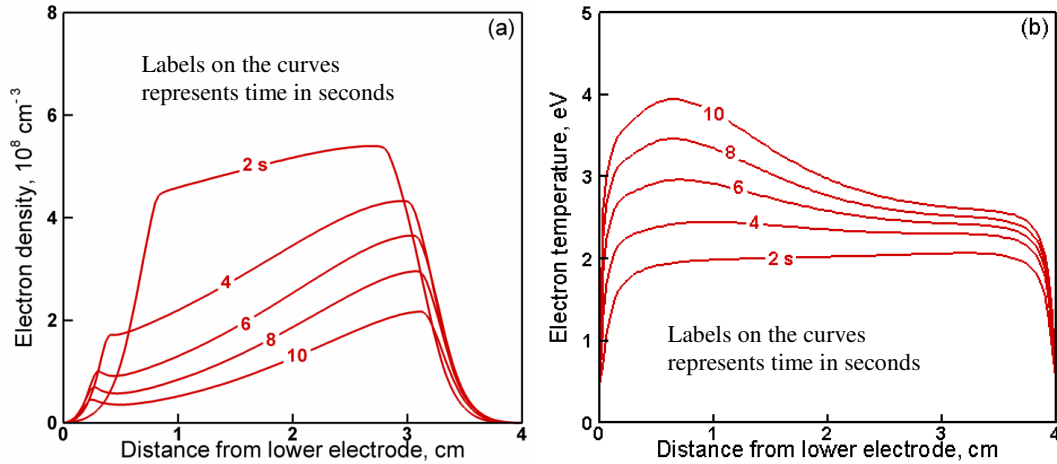 (a)
Labels on the curves
represents time in seconds
2 s
4
6
8
10
Electron density, 10⁸ cm⁻³
0
2
4
6
8
0
1
2
3
4
Distance from lower electrode, cm
(b)
10
8
6
4
2 s
Labels on the curves
represents time in seconds
Electron temperature, eV
0
1
2
3
4
5
0
1
2
3
4
Distance from lower electrode, cm